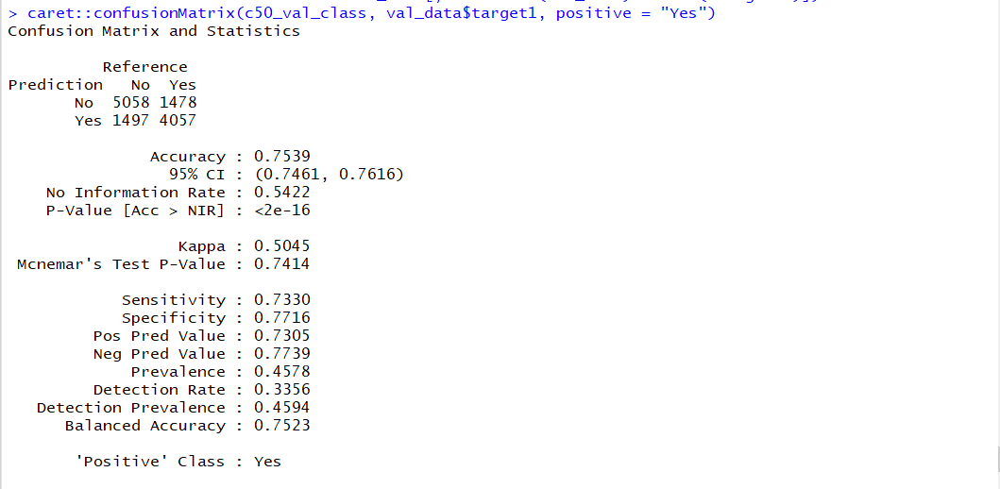 > caret::confusionMatrix(c50_val_class, val_data$target1, positive = "Yes")
Confusion Matrix and Statistics
Reference
Prediction No Yes
No 5058 1478
Yes 1497 4057
Accuracy : 0.7539
95% CI : (0.7461, 0.7616)
No Information Rate : 0.5422
P-Value [Acc > NIR] : <2e-16
Kappa : 0.5045
Mcnemar's Test P-Value : 0.7414
Sensitivity : 0.7330
Specificity : 0.7716
Pos Pred Value : 0.7305
Neg Pred Value : 0.7739
Prevalence : 0.4578
Detection Rate : 0.3356
Detection Prevalence : 0.4594
Balanced Accuracy : 0.7523
'Positive' Class : Yes